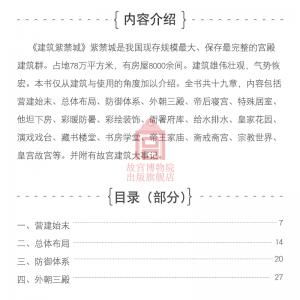 内容介绍
《建筑紫禁城》紫禁城是我国现存规模最大、保存最完整的宫殿
建筑群。占地78万平方米，有房屋8000余间。建筑雄伟壮观，气势恢
宏。本书仅从建筑与使用的角度加以介绍。全书共十九章，内容包括
营建始末、总体布局、防御体系、外朝三殿、帝后寝宫、特殊居室、
他坦下房、彩暖防暑、彩绘装饰、衙署府库、给水排水、皇家花园、
演戏戏台、藏书楼堂、书房学堂、帝王家庙、斋戒斋宫、宗教世界、
皇宫故宫等。并附有故宫建筑大事记。
故宫博物院
出版旗舰店
目录（部分）
一、营建始末 7
二、总体布局 14
三、防御体系 20
四、外朝三殿 27